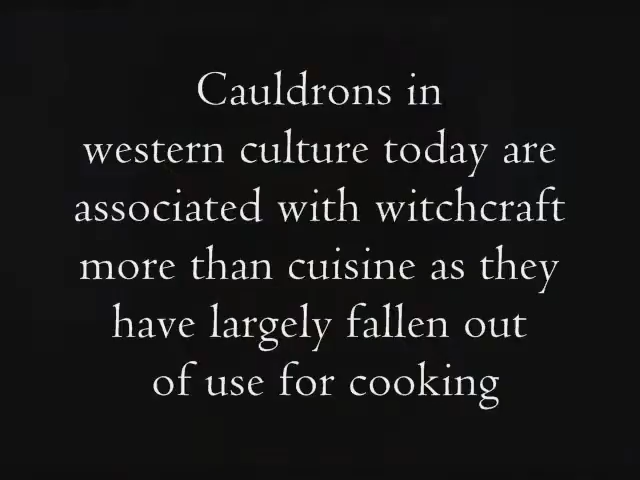 Cauldrons in
western culture today are
associated with witchcraft
more than cuisine as they
have largely fallen out
of use for cooking